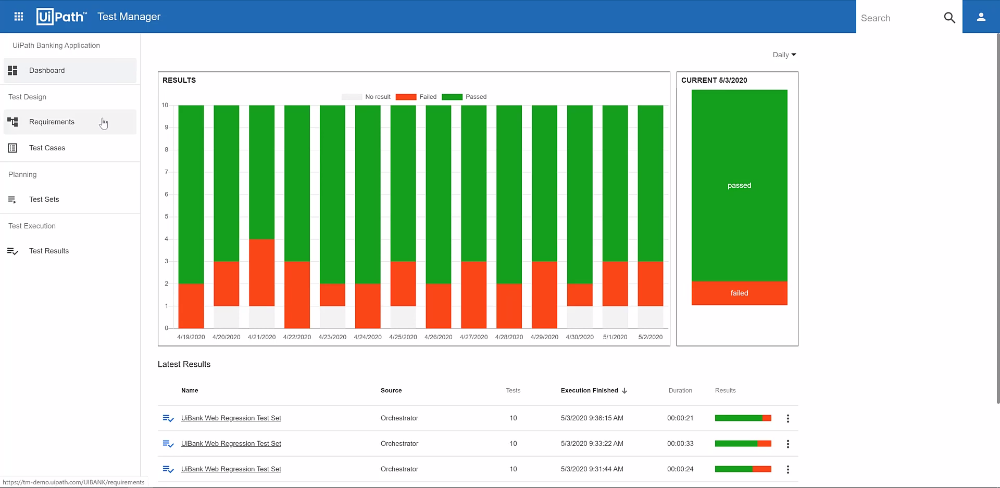 UiPath™ Test Manager
Search
UiPath Banking Application
Dashboard
Test Design
Requirements
Test Cases
Planning
Test Sets
Test Execution
Test Results
Daily
RESULTS
No result Failed Passed
10
9
8
7
6
5
4
3
2
1
0
4/19/2020 4/20/2020 4/21/2020 4/22/2020 4/23/2020 4/24/2020 4/25/2020 4/26/2020 4/27/2020 4/28/2020 4/29/2020 4/30/2020 5/1/2020 5/2/2020
CURRENT 5/3/2020
passed
failed
Latest Results
Name Source Tests Execution Finished Duration Results
UiBank Web Regression Test Set Orchestrator 10 5/3/2020 9:36:15 AM 00:00:21
UiBank Web Regression Test Set Orchestrator 10 5/3/2020 9:33:22 AM 00:00:33
UiBank Web Regression Test Set Orchestrator 10 5/3/2020 9:31:44 AM 00:00:24
https://tm-demo.uipath.com/UIBANK/requirements